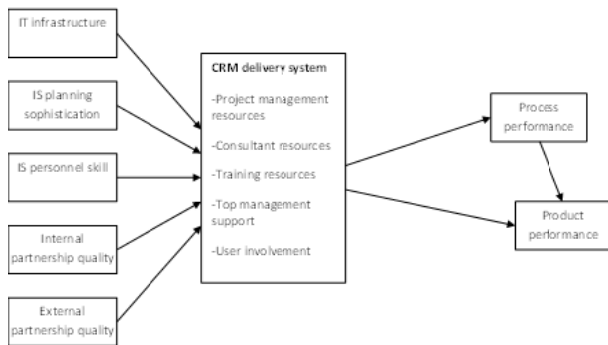 IT infrastructure
IS planning
sophistication
IS personnel skill
Internal
partnership quality
External
partnership quality
CRM delivery system
-Project management
resources
-Consultant resources
-Training resources
-Top management
support
-User involvement
Process
performance
Product
performance